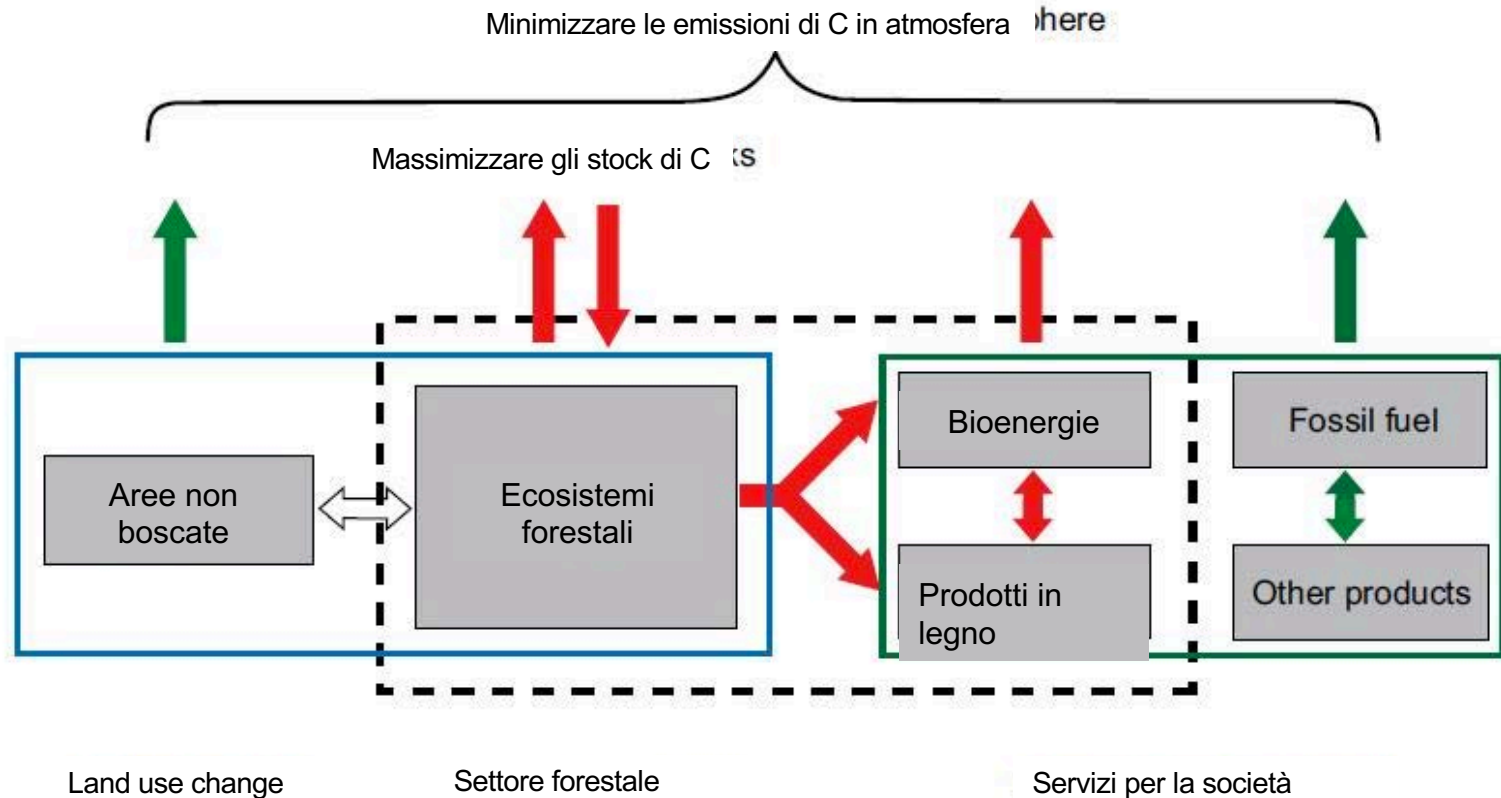 Minimizzare le emissioni di C in atmosfera
here
Massimizzare gli stock di C
ks
Bioenergie
Fossil fuel
Aree non
boscate
Ecosistemi
forestali
Prodotti in
legno
Other products
Land use change
Settore forestale
Servizi per la società